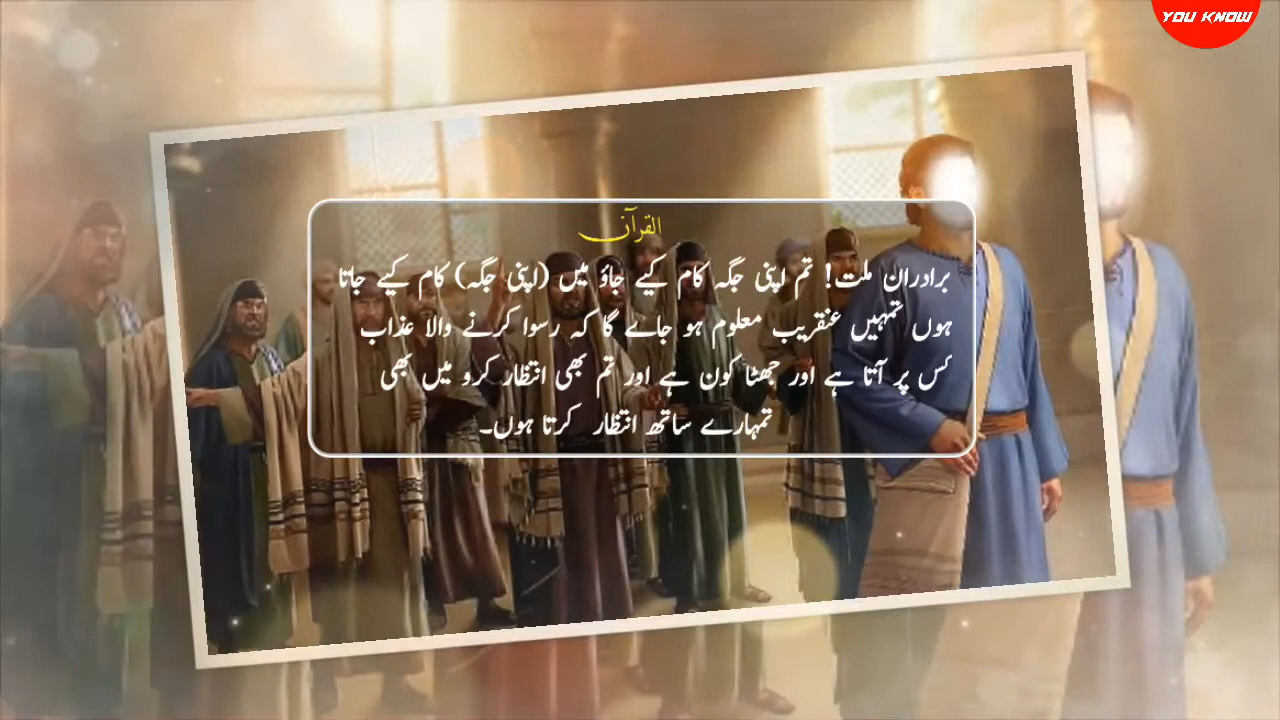 YOU KNOW
القرآن
برادران ملت! تم اپنی جگہ کام کیے جاؤ میں (اپنی جگہ) کام کیے جاتا
ہوں تمہیں عنقریب معلوم ہو جاے گا کہ رسوا کرنے والا عذاب
کس پر آتا ہے اور جھٹا کون ہے اور تم بھی انتظار کرو میں بھی
تمہارے ساتھ انتظار کرتا ہوں۔